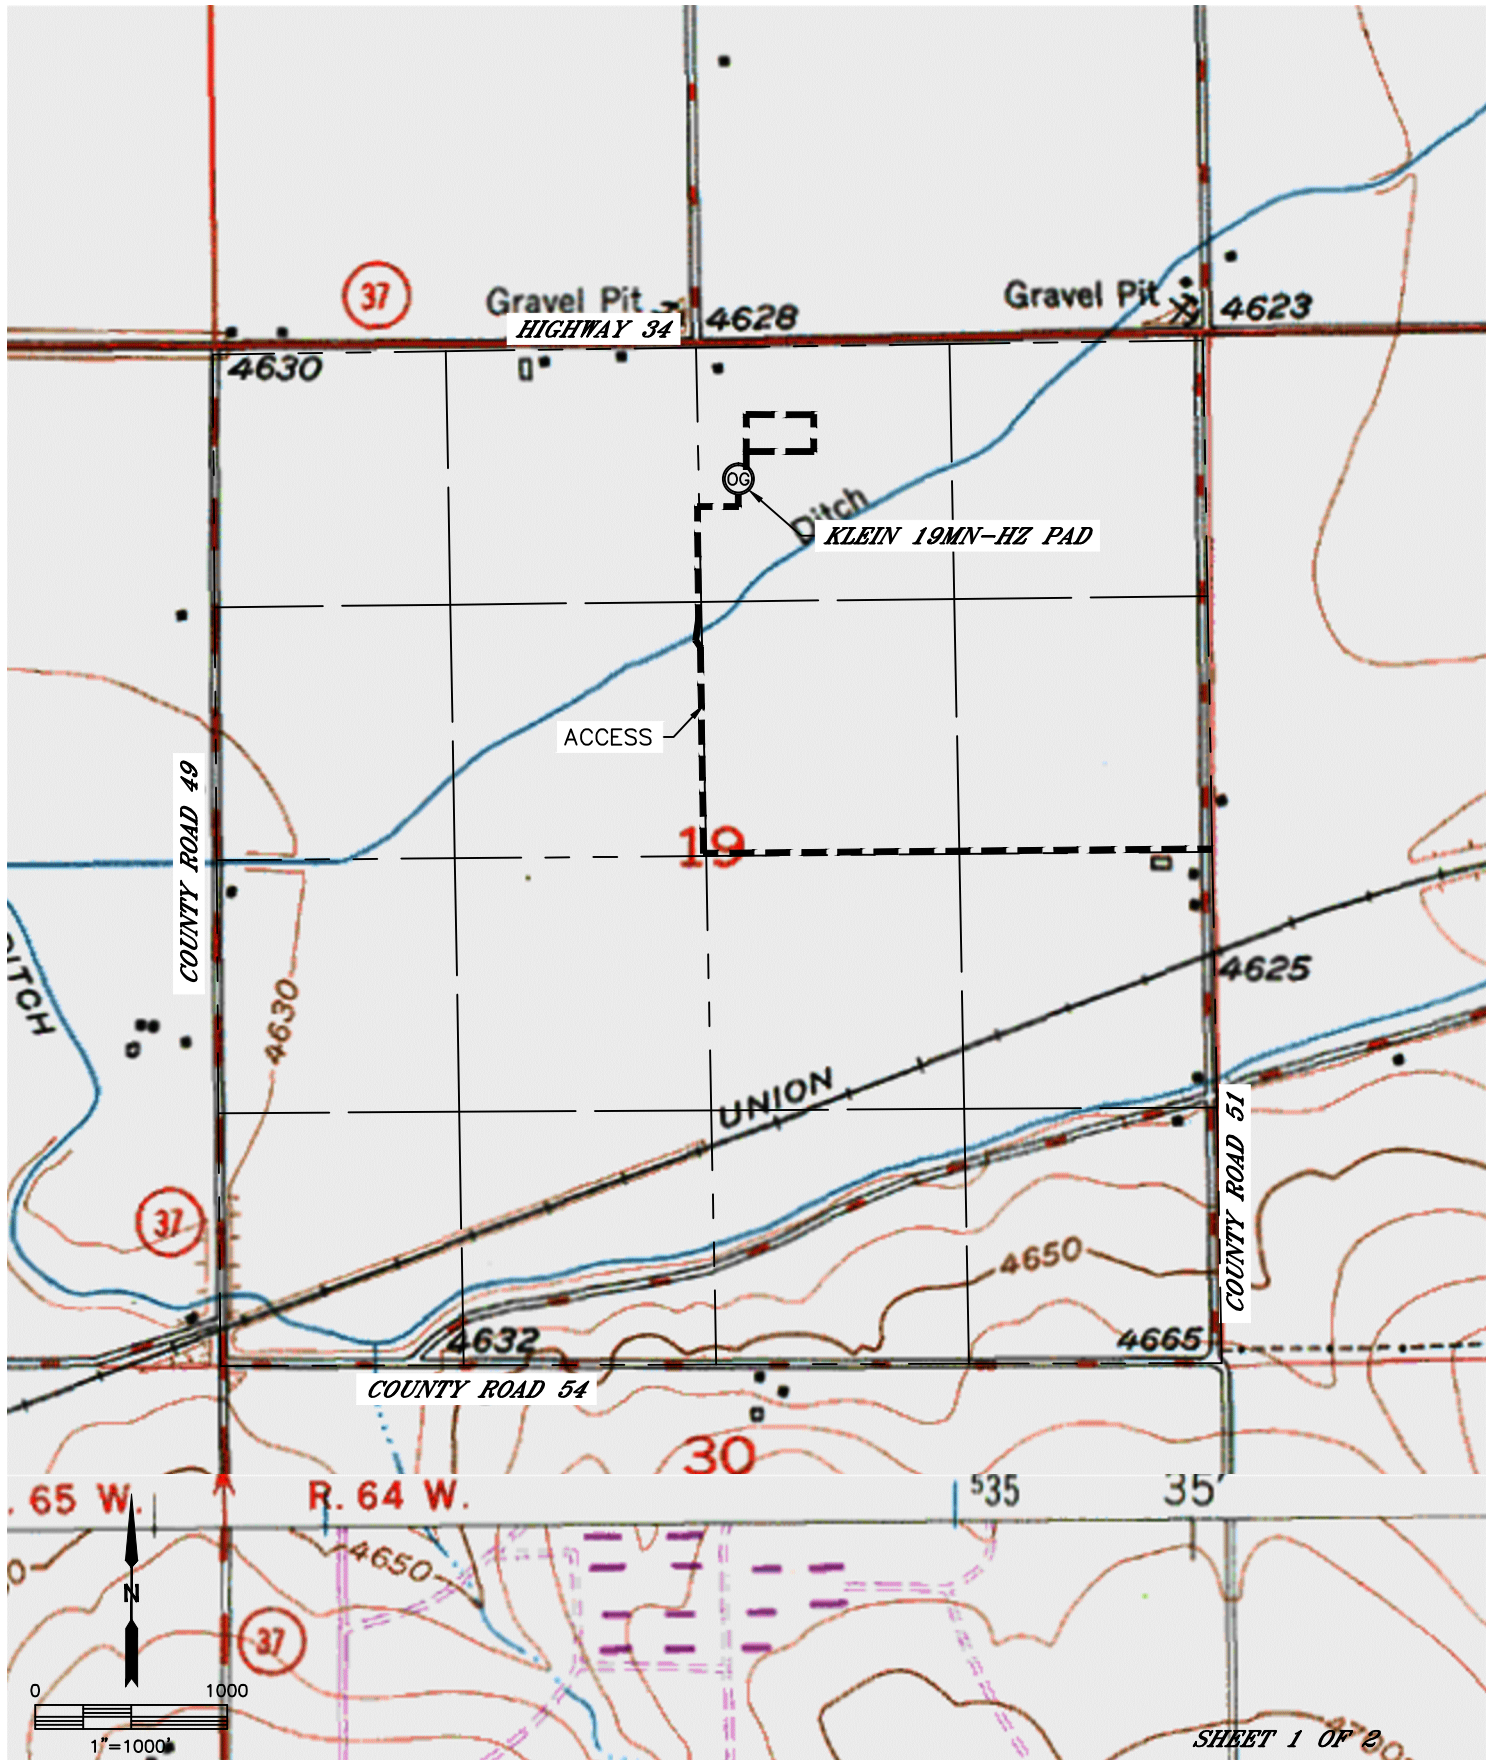 37
Gravel Pit
HIGHWAY 34
4628
Gravel Pit
4623
4630
OG
Ditch
KLEIN 19MN-HZ PAD
ACCESS
COUNTY ROAD 49
19
DITCH
4630
4625
UNION
COUNTY ROAD 51
37
4650
4632
4665
COUNTY ROAD 54
30
. 65 W.
R. 64 W.
535
35'
4650
N
37
0 1000
1"=1000'
SHEET 1 OF 2